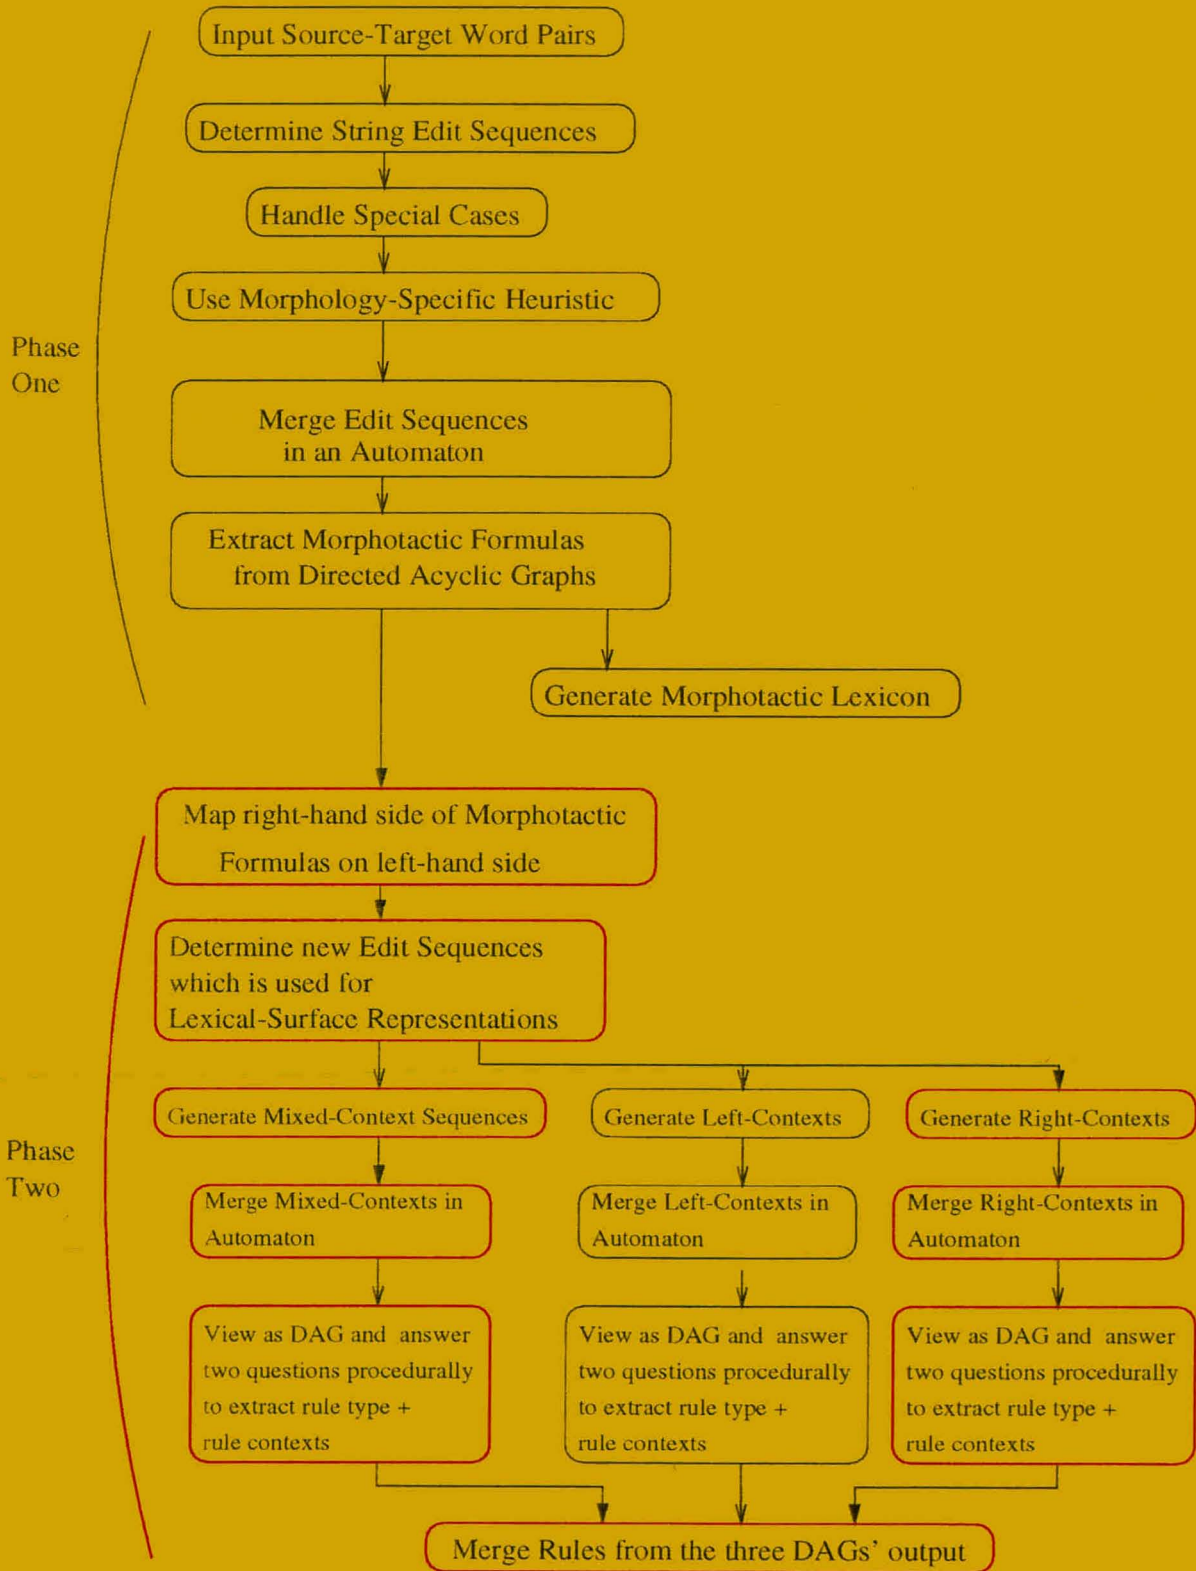 Input Source-Target Word Pairs
Determine String Edit Sequences
Handle Special Cases
Use Morphology-Specific Heuristic
Phase
One
Merge Edit Sequences
in an Automaton
Extract Morphotactic Formulas
from Directed Acyclic Graphs
Generate Morphotactic Lexicon
Map right-hand side of Morphotactic
Formulas on left-hand side
Determine new Edit Sequences
which is used for
Lexical-Surface Representations
Phase
Two
Generate Mixed-Context Sequences
Generate Left-Contexts
Generate Right-Contexts
Merge Mixed-Contexts in
Automaton
Merge Left-Contexts in
Automaton
Merge Right-Contexts in
Automaton
View as DAG and answer
two questions procedurally
to extract rule type +
rule contexts
View as DAG and answer
two questions procedurally
to extract rule type +
rule contexts
View as DAG and answer
two questions procedurally
to extract rule type +
rule contexts
Merge Rules from the three DAGs' output